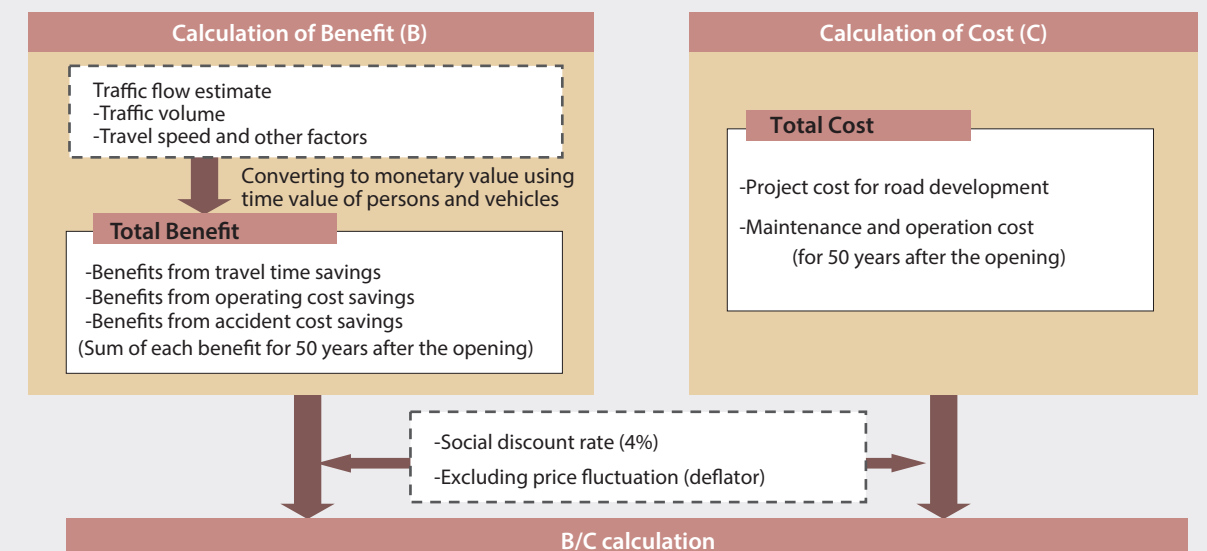 Calculation of Benefit (B)
Traffic flow estimate
-Traffic volume
-Travel speed and other factors
Converting to monetary value using
time value of persons and vehicles
Total Benefit
-Benefits from travel time savings
-Benefits from operating cost savings
-Benefits from accident cost savings
(Sum of each benefit for 50 years after the opening)
Calculation of Cost (C)
Total Cost
-Project cost for road development
-Maintenance and operation cost
(for 50 years after the opening)
-Social discount rate (4%)
-Excluding price fluctuation (deflator)
B/C calculation